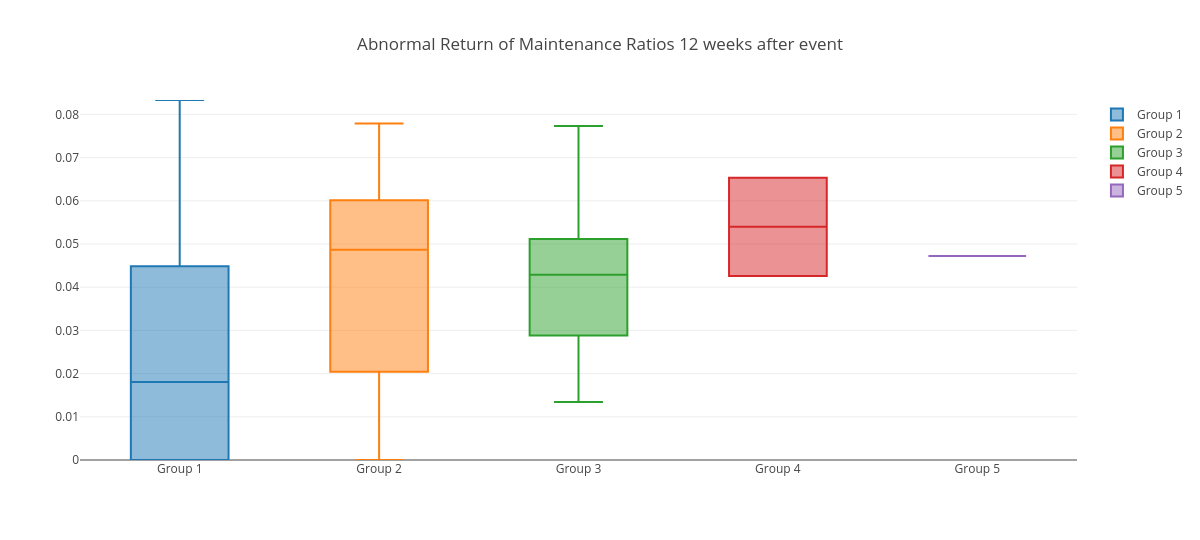 Abnormal Return of Maintenance Ratios 12 weeks after event
0.08
0.07
0.06
0.05
0.04
0.03
0.02
0.01
0
Group 1
Group 2
Group 3
Group 4
Group 5
Group 1
Group 2
Group 3
Group 4
Group 5